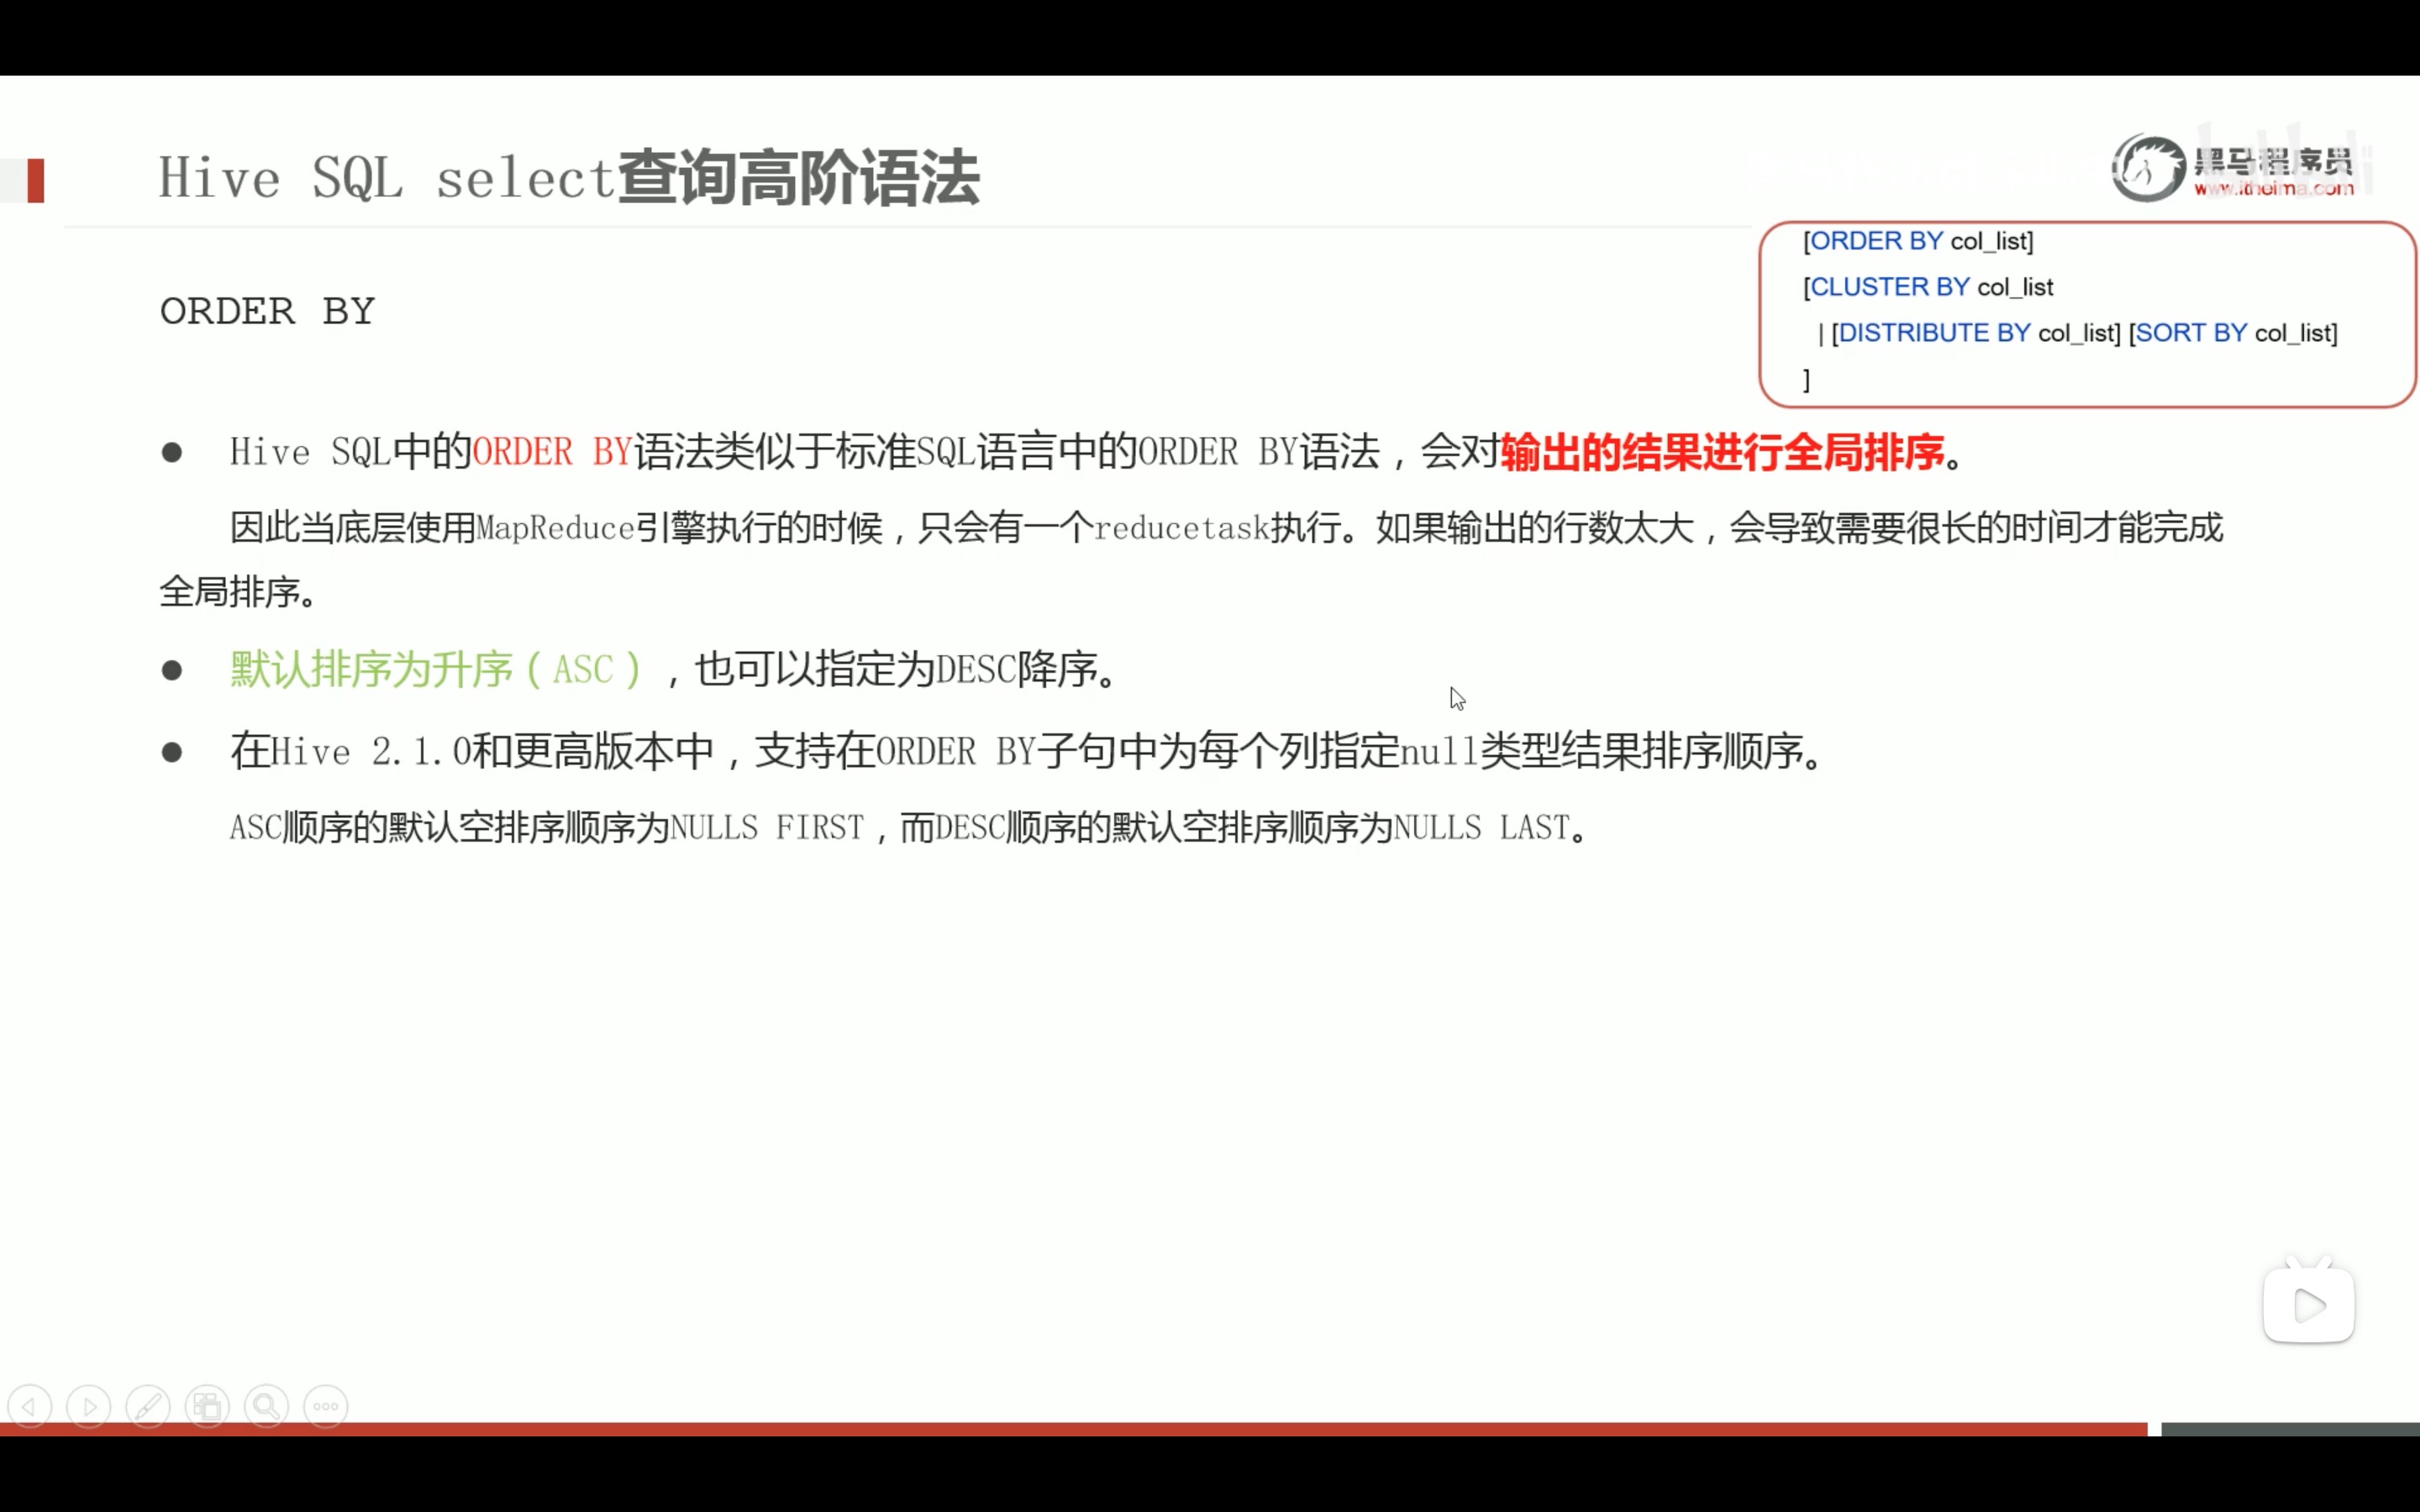 Hive SQL select查询高阶语法
黑马程序员
www.itheima.com
[ORDER BY col_list]
[CLUSTER BY col_list
| [DISTRIBUTE BY col_list] [SORT BY col_list]
]
ORDER BY
● Hive SQL中的ORDER BY语法类似于标准SQL语言中的ORDER BY语法，会对输出的结果进行全局排序。
因此当底层使用MapReduce引擎执行的时候，只会有一个reducetask执行。如果输出的行数太大，会导致需要很长的时间才能完成
全局排序。
● 默认排序为升序（ASC），也可以指定为DESC降序。
● 在Hive 2.1.0和更高版本中，支持在ORDER BY子句中为每个列指定null类型结果排序顺序。
ASC顺序的默认空排序顺序为NULLS FIRST，而DESC顺序的默认空排序顺序为NULLS LAST。